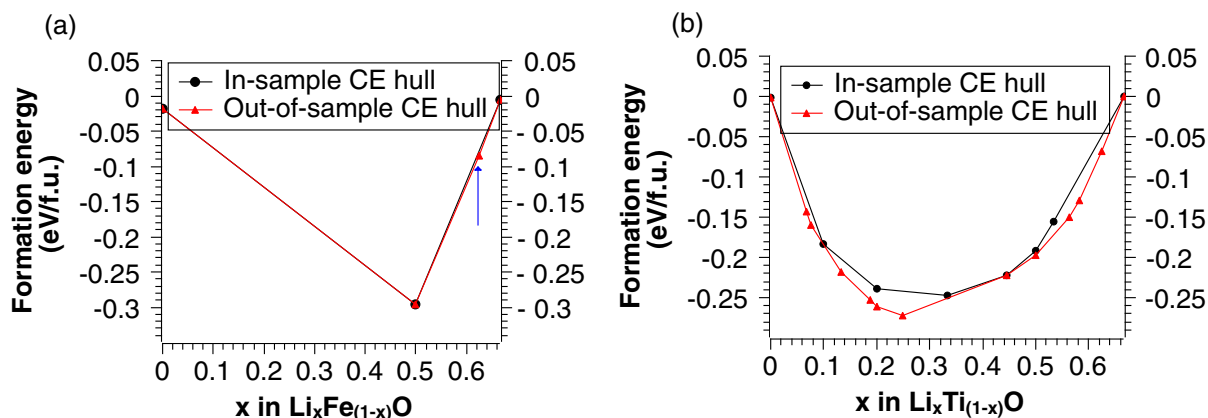 (a)
0.05
0
-0.05
-0.1
-0.15
-0.2
-0.25
-0.3
Formation energy
(eV/f.u.)
In-sample CE hull
Out-of-sample CE hull
0.05
0
- 0.05
- 0.1
- 0.15
- 0.2
- 0.25
- 0.3
0 0.1 0.2 0.3 0.4 0.5 0.6
x in LiₓFe₍₁₋ₓ₎O
(b)
0.05
0
-0.05
-0.1
-0.15
-0.2
-0.25
Formation energy
(eV/f.u.)
In-sample CE hull
Out-of-sample CE hull
0.05
0
-0.05
-0.1
-0.15
-0.2
-0.25
0 0.1 0.2 0.3 0.4 0.5 0.6
x in LiₓTi₍₁₋ₓ₎O